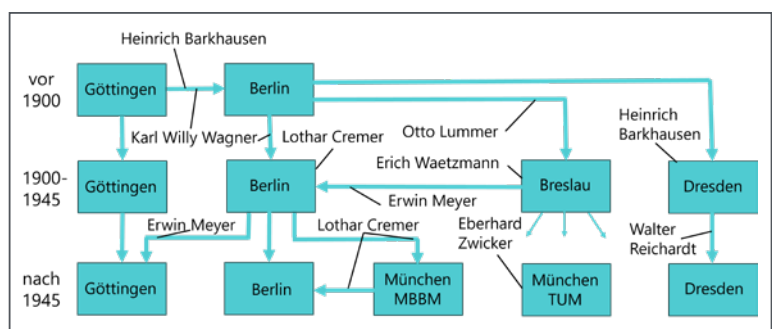 Heinrich Barkhausen
vor
1900
Göttingen
Berlin
Karl Willy Wagner
Lothar Cremer
Otto Lummer
Heinrich
Barkhausen
Erich Waetzmann
1900-
1945
Göttingen
Berlin
Breslau
Dresden
Erwin Meyer
Erwin Meyer
Lothar Cremer
Eberhard
Zwicker
Walter
Reichardt
nach
1945
Göttingen
Berlin
München
MBBM
München
TUM
Dresden